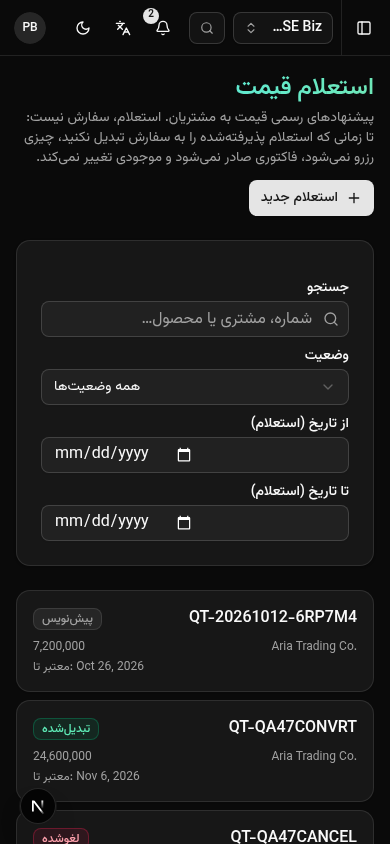 SE Biz...
2
PB
استعلام قیمت
پیشنهادهای رسمی قیمت به مشتریان. استعلام، سفارش نیست:
تا زمانی که استعلام پذیرفته‌شده را به سفارش تبدیل نکنید، چیزی
رزرو نمی‌شود، فاکتوری صادر نمی‌شود و موجودی تغییر نمی‌کند.
استعلام جدید
جستجو
شماره، مشتری یا محصول...
وضعیت
همه وضعیت‌ها
از تاریخ (استعلام)
mm/dd/yyyy
تا تاریخ (استعلام)
mm/dd/yyyy
QT-20261012-6RP7M4 پیش‌نویس
Aria Trading Co. 7,200,000
معتبر تا: Oct 26, 2026
QT-QA47CONVRT تبدیل‌شده
Aria Trading Co. 24,600,000
معتبر تا: Nov 6, 2026
N
QT-QA47CANCEL لغوشده